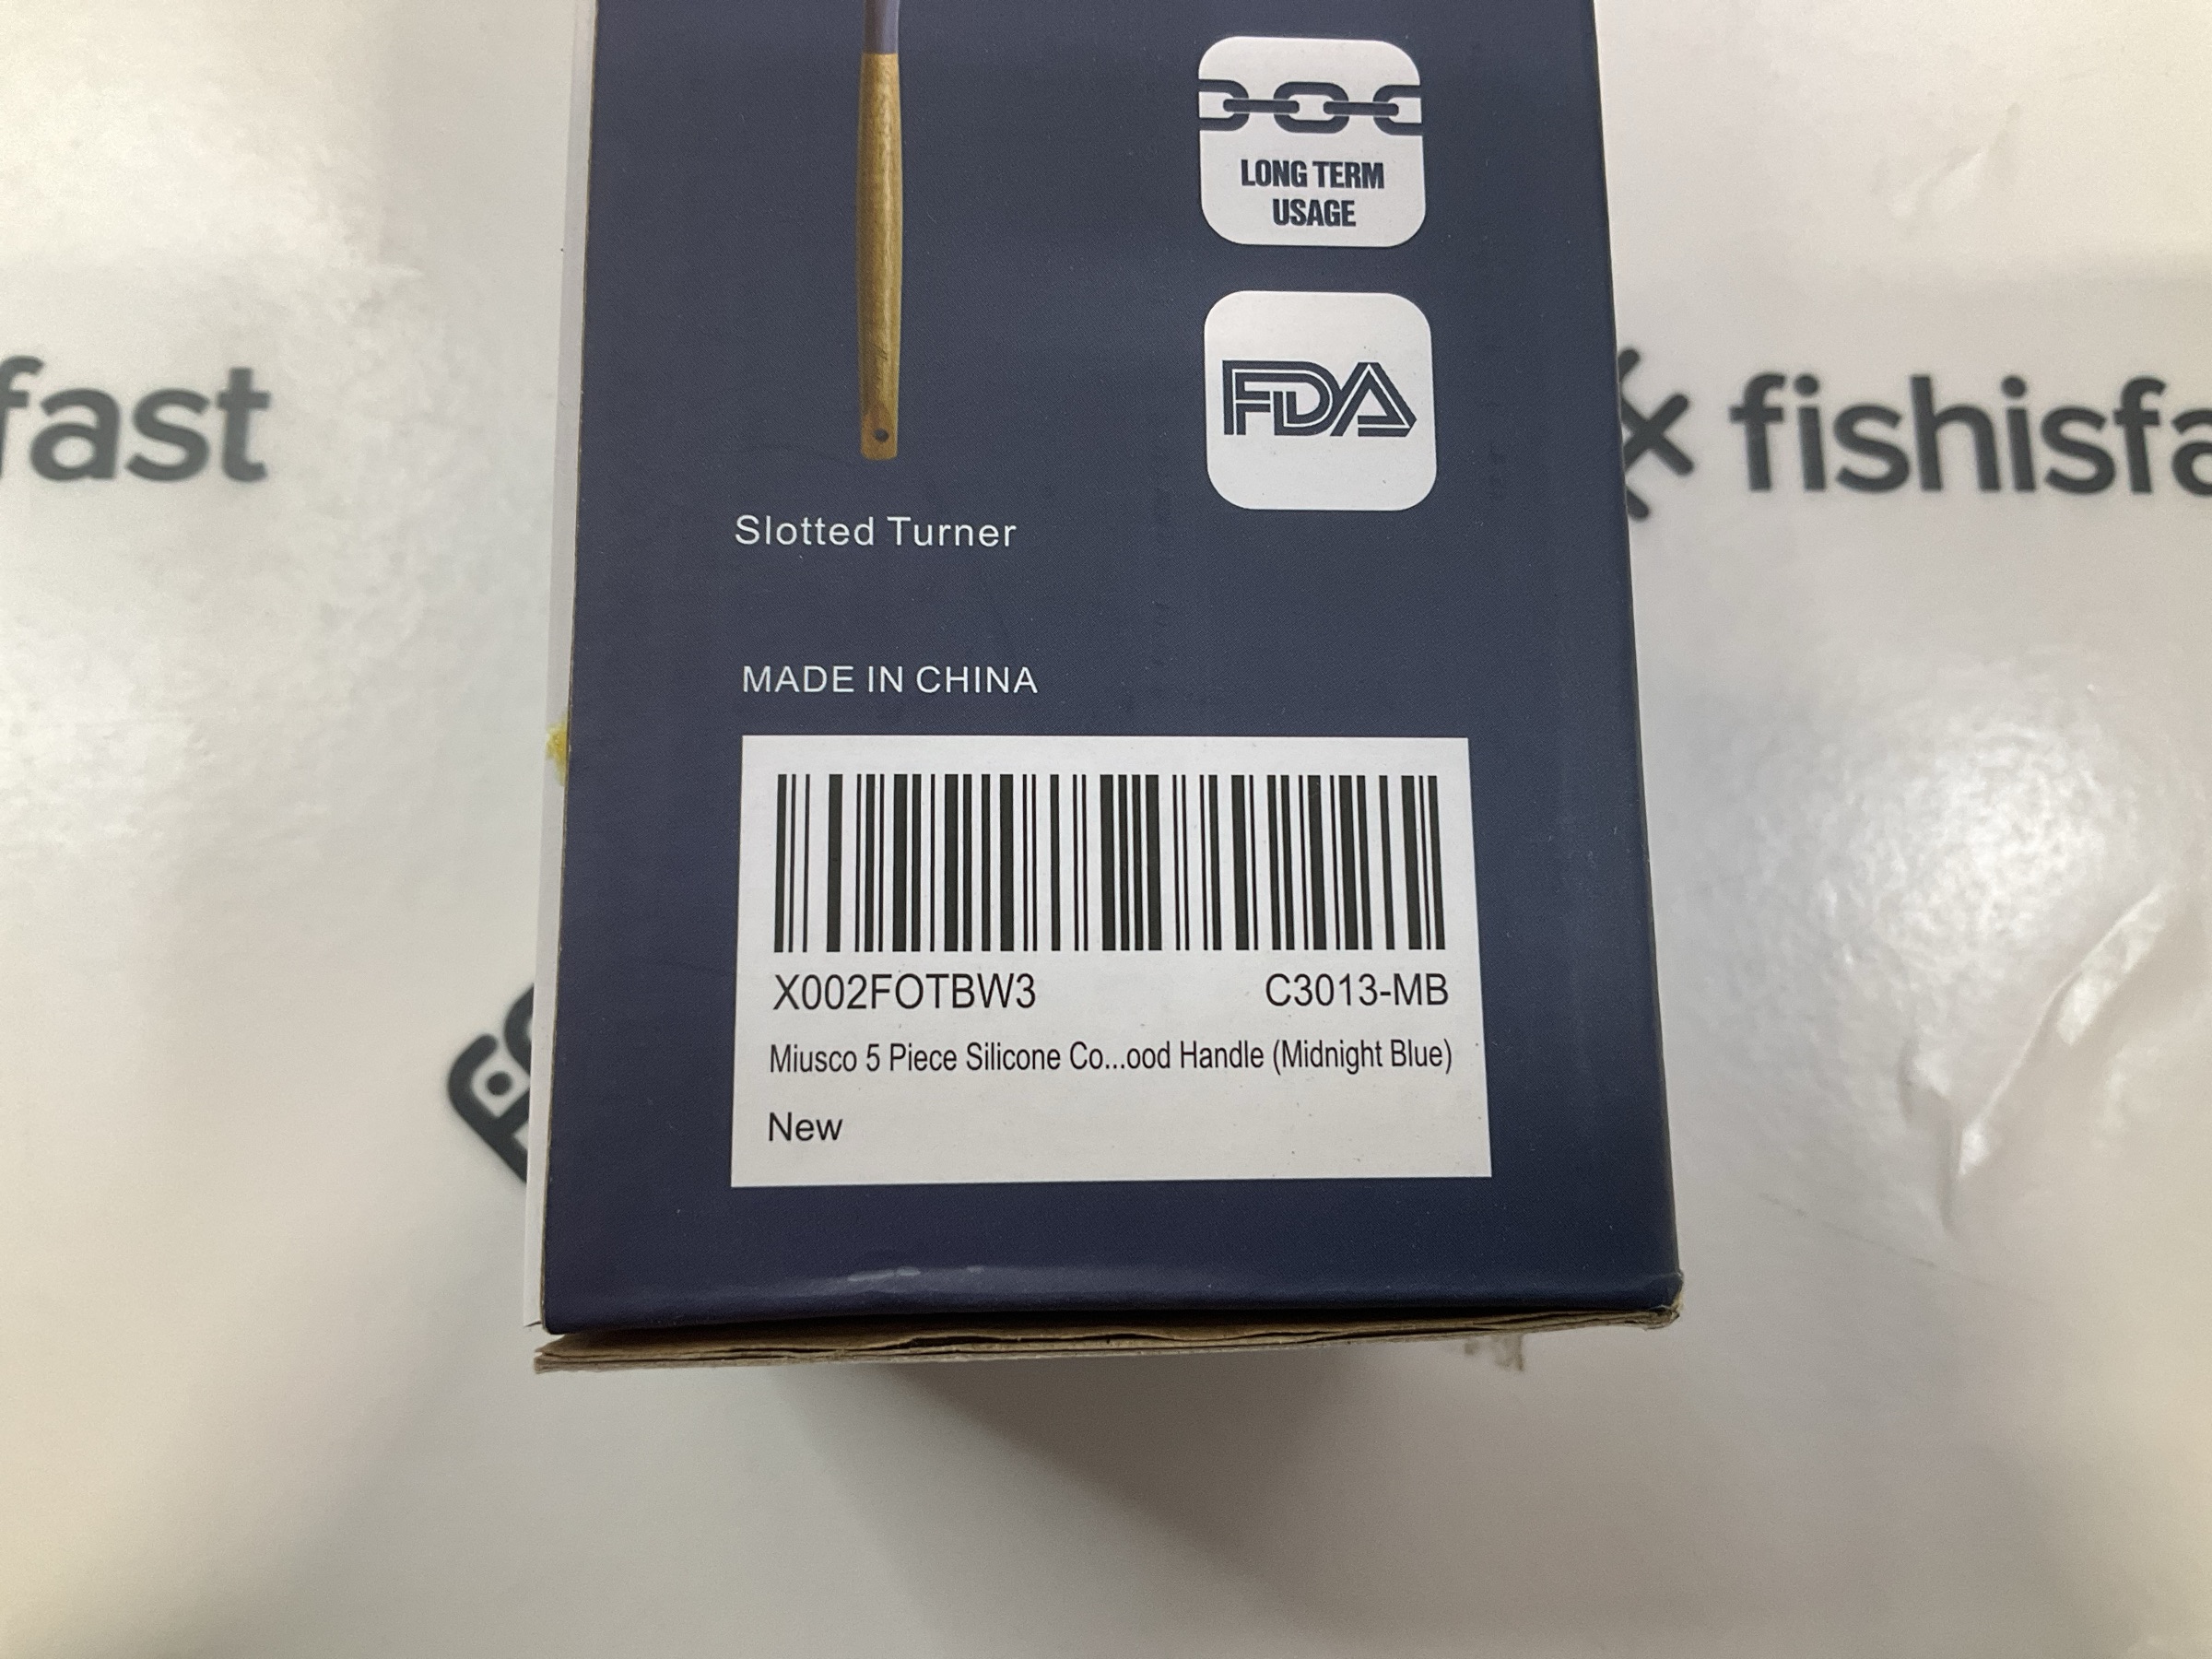 LONG TERM
USAGE
FDA
fast
fishisfa
Slotted Turner
MADE IN CHINA
X002FOTBW3 C3013-MB
Miusco 5 Piece Silicone Co...ood Handle (Midnight Blue)
New